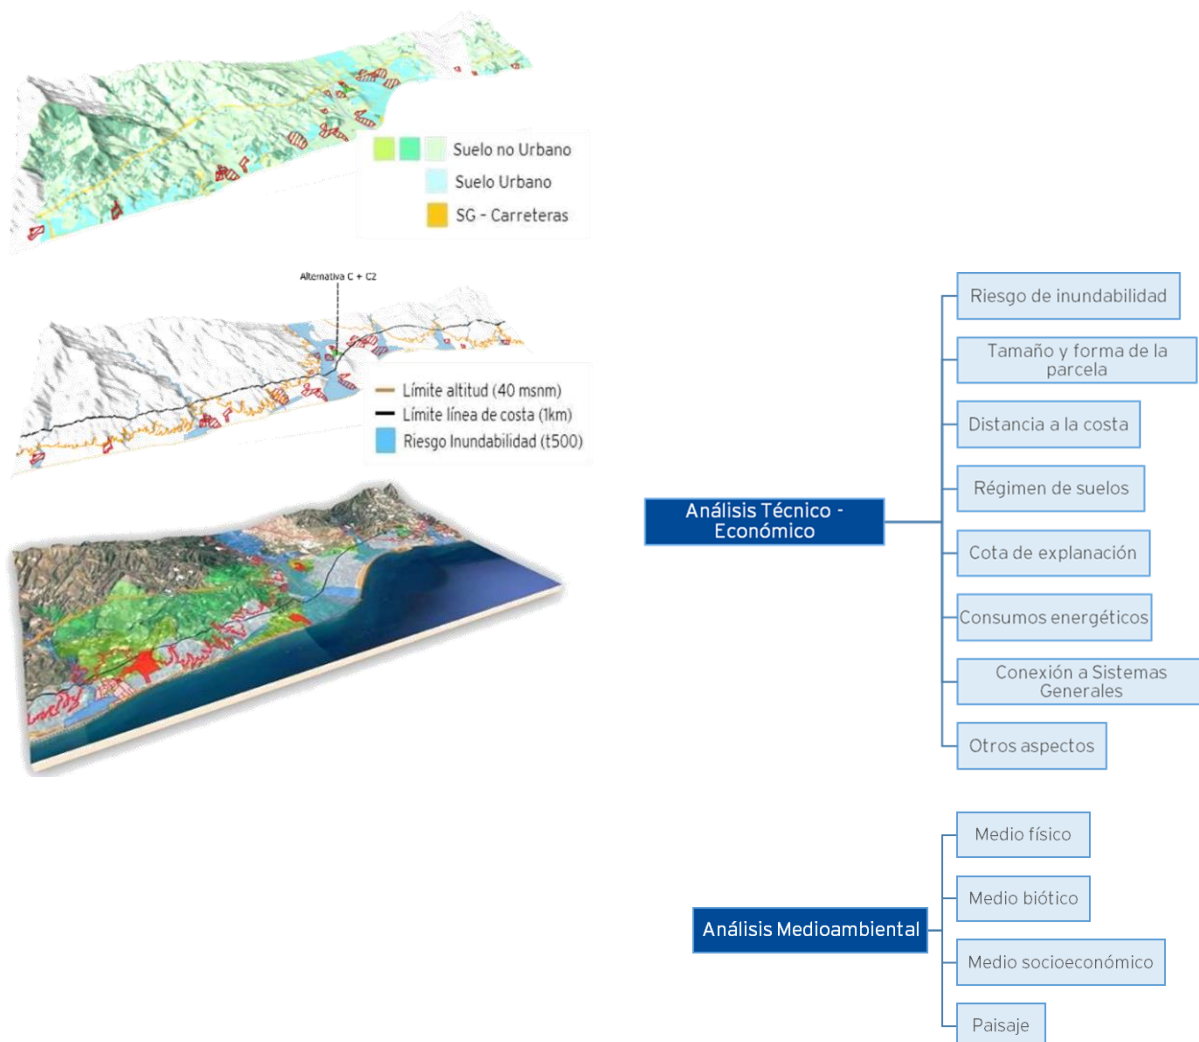 Suelo no Urbano
Suelo Urbano
SG - Carreteras
Alternativa C + C2
Límite altitud (40 msnm)
Límite línea de costa (1km)
Riesgo Inundabilidad (t500)
Análisis Técnico -
Económico
Riesgo de inundabilidad
Tamaño y forma de la
parcela
Distancia a la costa
Régimen de suelos
Cota de explanación
Consumos energéticos
Conexión a Sistemas
Generales
Otros aspectos
Análisis Medioambiental
Medio físico
Medio biótico
Medio socioeconómico
Paisaje